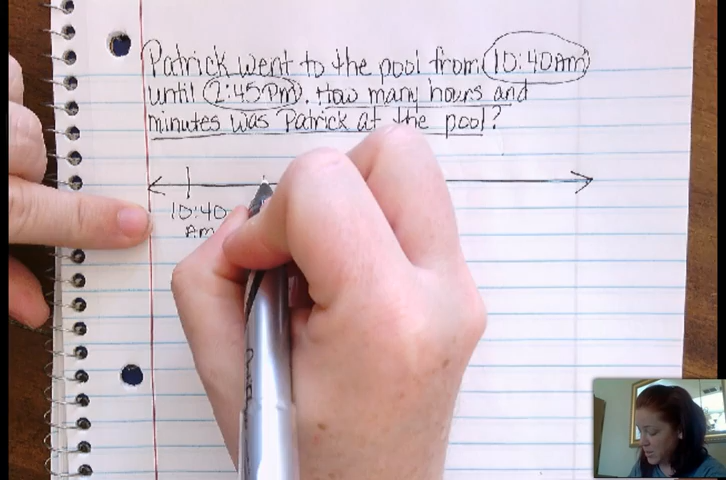 Patrick went to the pool from 10:40Am
until 2:45Pm. How many hours and
minutes was Patrick at the pool?
10:40
Am